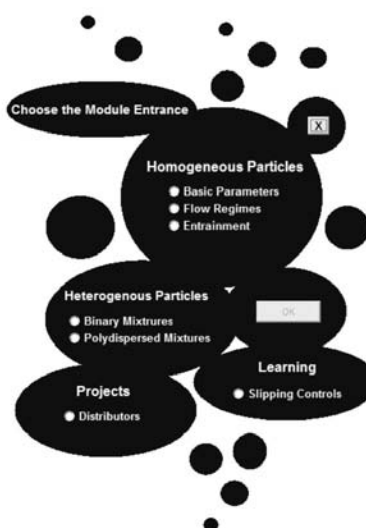 Choose the Module Entrance
X
Homogeneous Particles
Basic Parameters
Flow Regimes
Entrainment
Heterogenous Particles
Binary Mixtrures
Polydispersed Mixtures
OK
Learning
Slipping Controls
Projects
Distributors